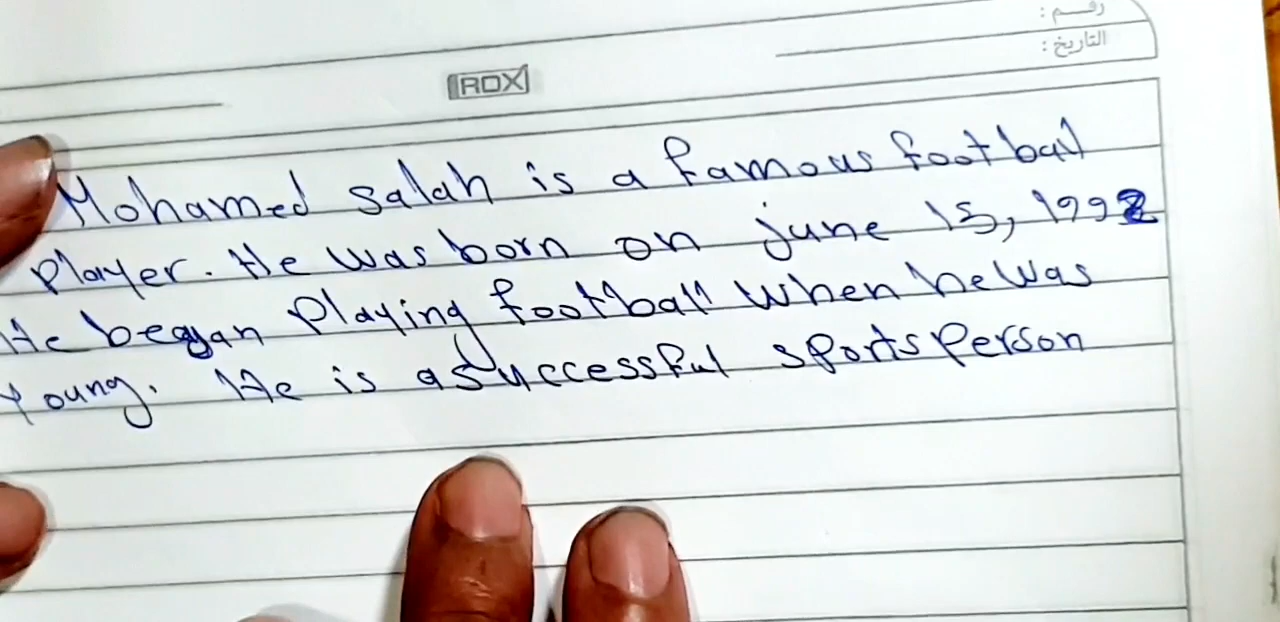 رقم :
التاريخ :
RDX
Mohamed Salah is a famous football
Player. He was born on june 15, 1992
He began Playing football when he was
Young. He is a successful sports Person